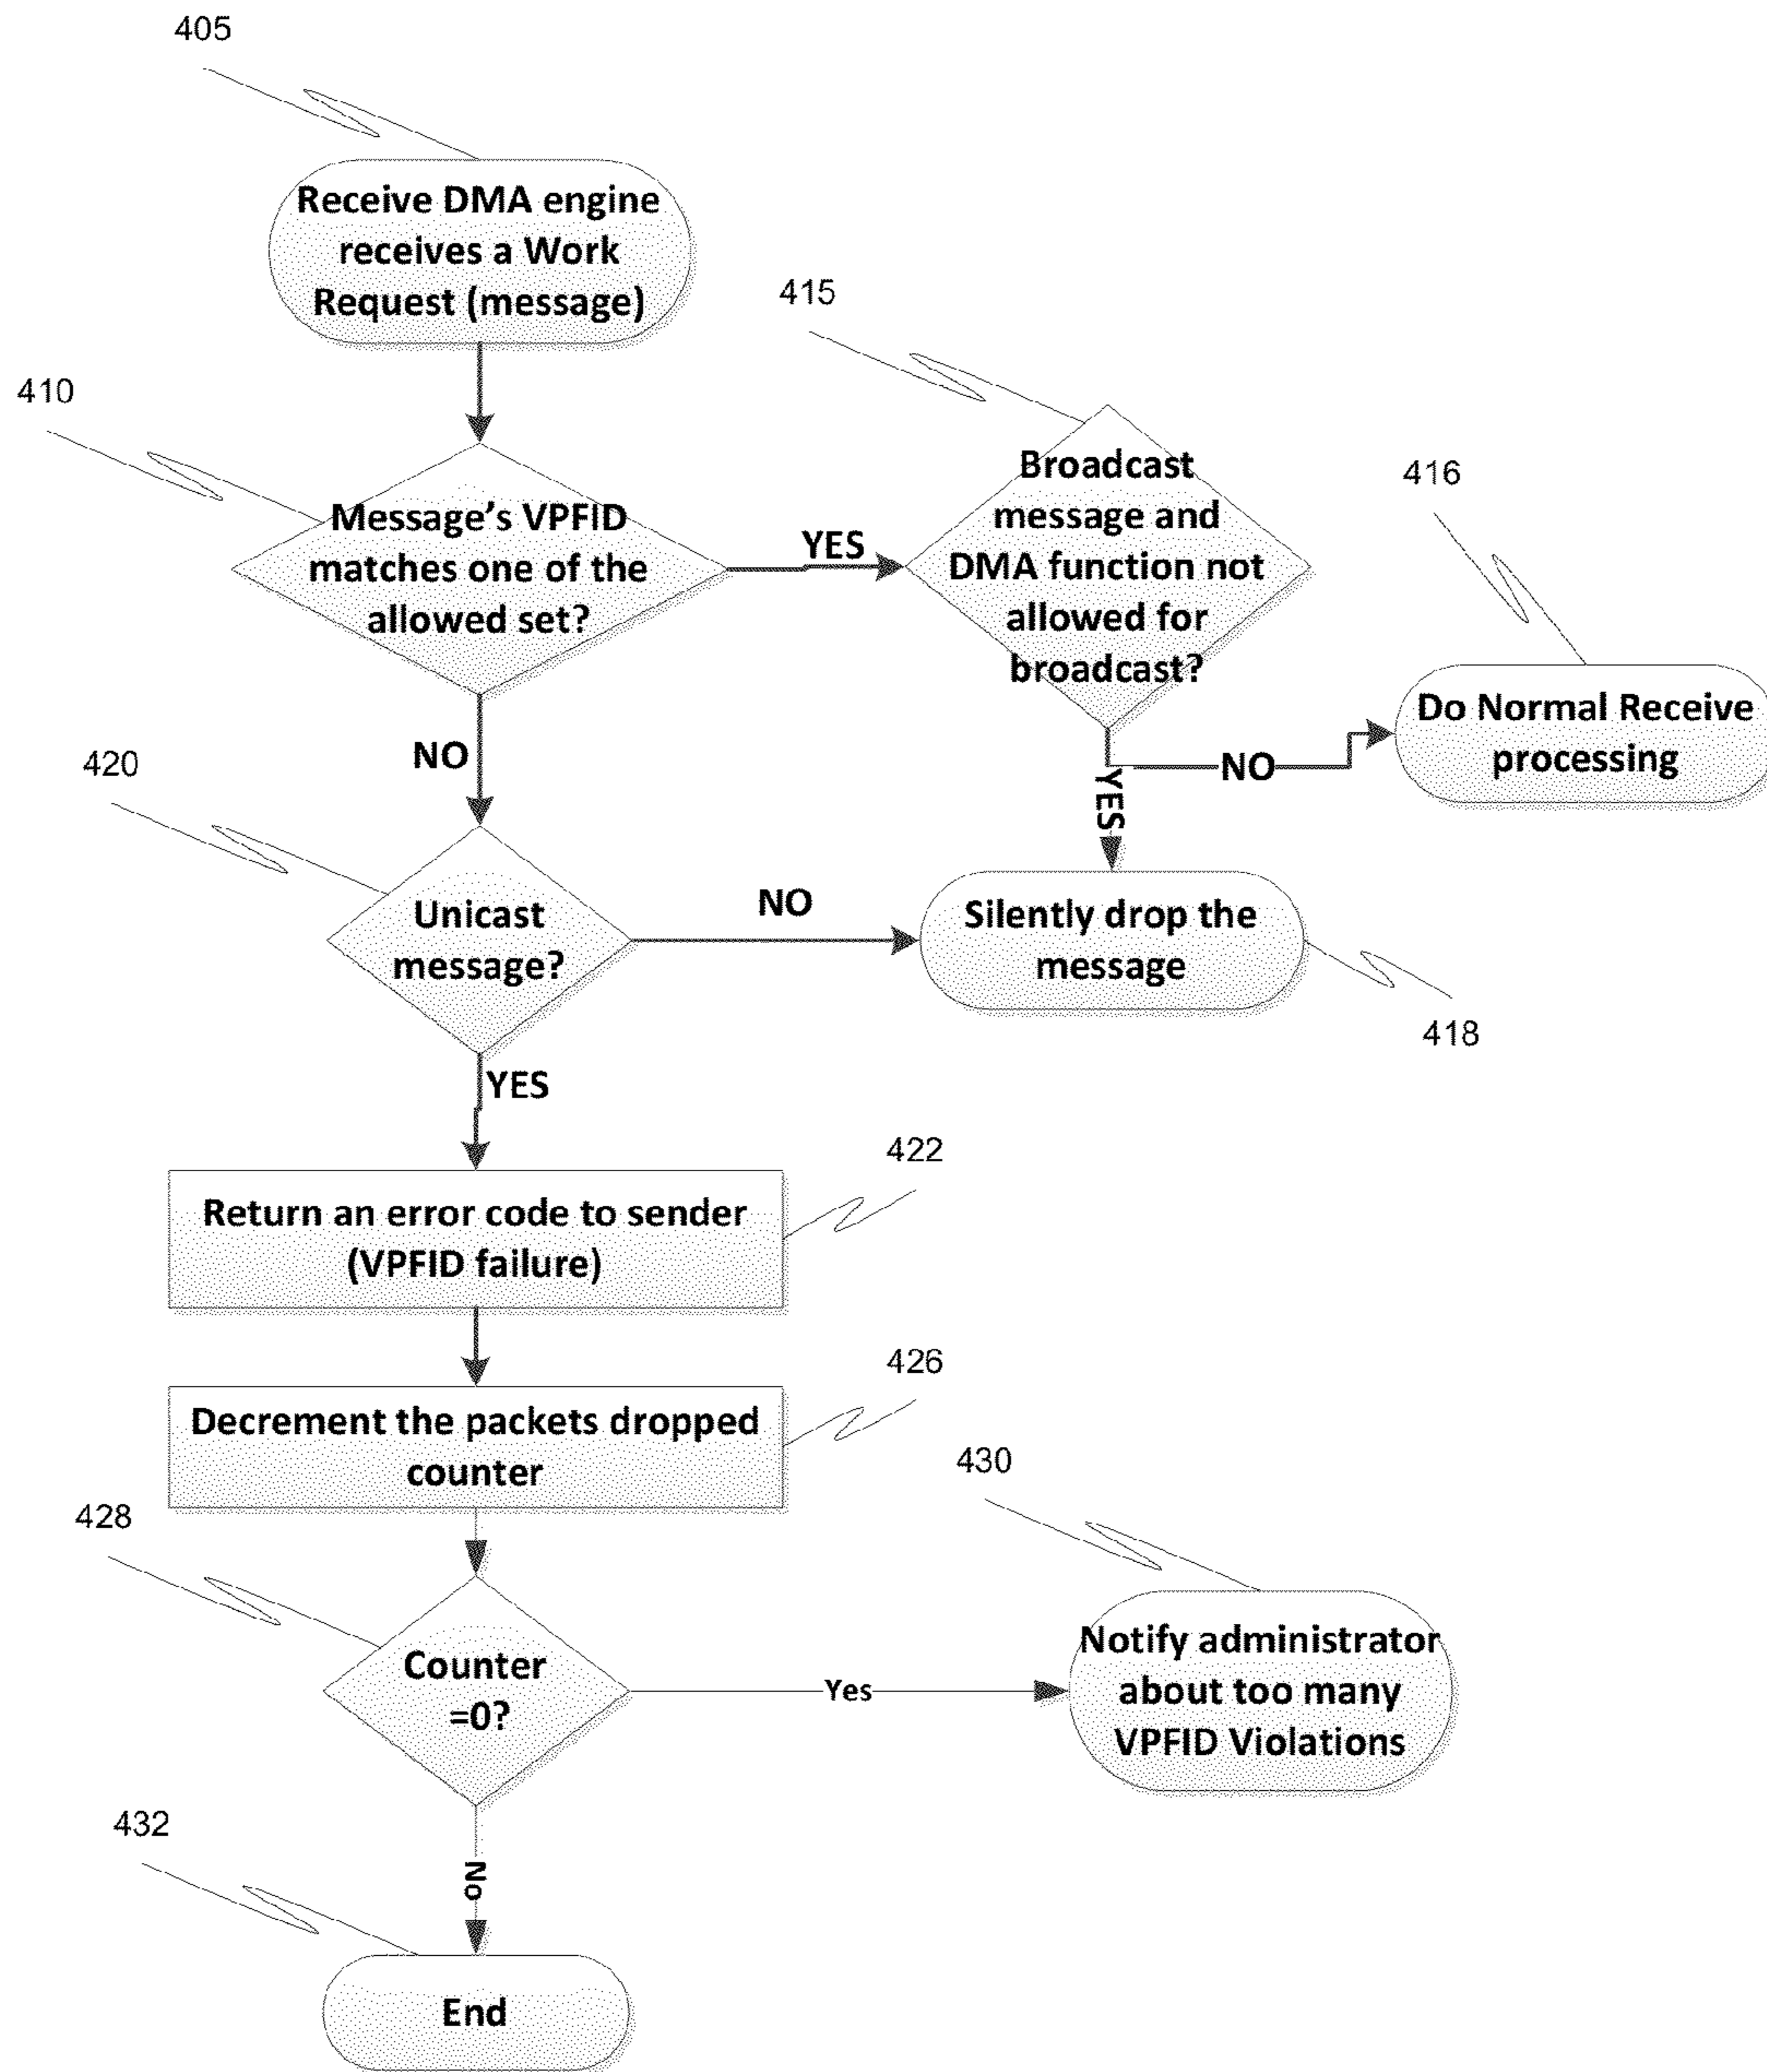 405
Receive DMA engine
receives a Work
Request (message)
410
Message's VPFID
matches one of the
allowed set?
YES
415
Broadcast
message and
DMA function not
allowed for
broadcast?
416
Do Normal Receive
processing
NO
YES
NO
420
Unicast
message?
NO
Silently drop the
message
418
YES
422
Return an error code to sender
(VPFID failure)
426
Decrement the packets dropped
counter
428
Counter
=0?
Yes
430
Notify administrator
about too many
VPFID Violations
No
432
End